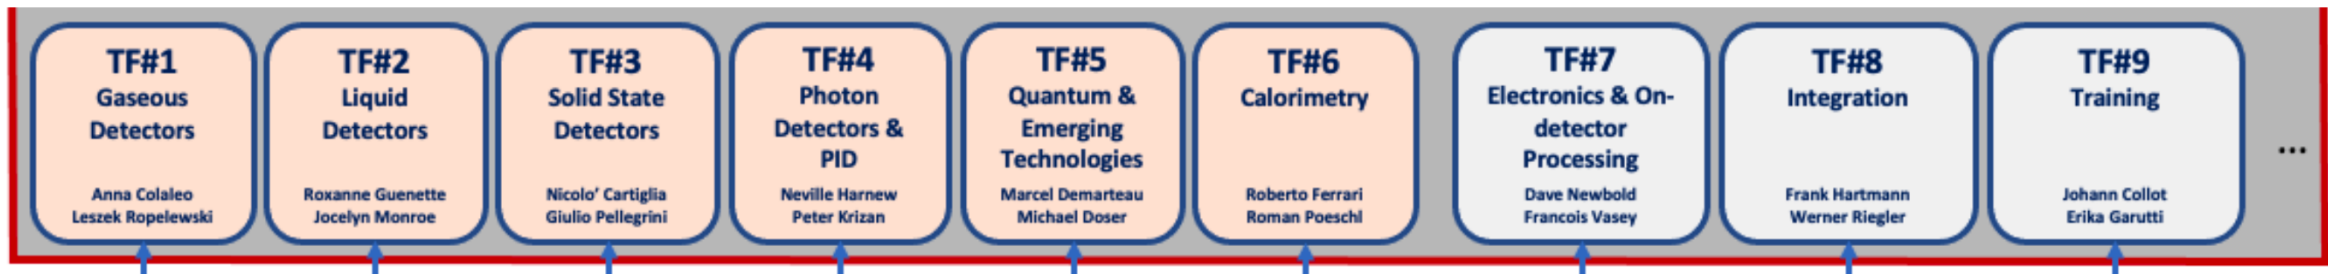 TF#1
Gaseous
Detectors
Anna Colaleo
Leszek Ropelewski
TF#2
Liquid
Detectors
Roxanne Guenette
Jocelyn Monroe
TF#3
Solid State
Detectors
Nicolo’ Cartiglia
Giulio Pellegrini
TF#4
Photon
Detectors &
PID
Neville Harnew
Peter Krizan
TF#5
Quantum &
Emerging
Technologies
Marcel Demarteau
Michael Doser
TF#6
Calorimetry
Roberto Ferrari
Roman Poeschl
TF#7
Electronics & On-
detector
Processing
Dave Newbold
Francois Vasey
TF#8
Integration
Frank Hartmann
Werner Riegler
TF#9
Training
Johann Collot
Erika Garutti
...